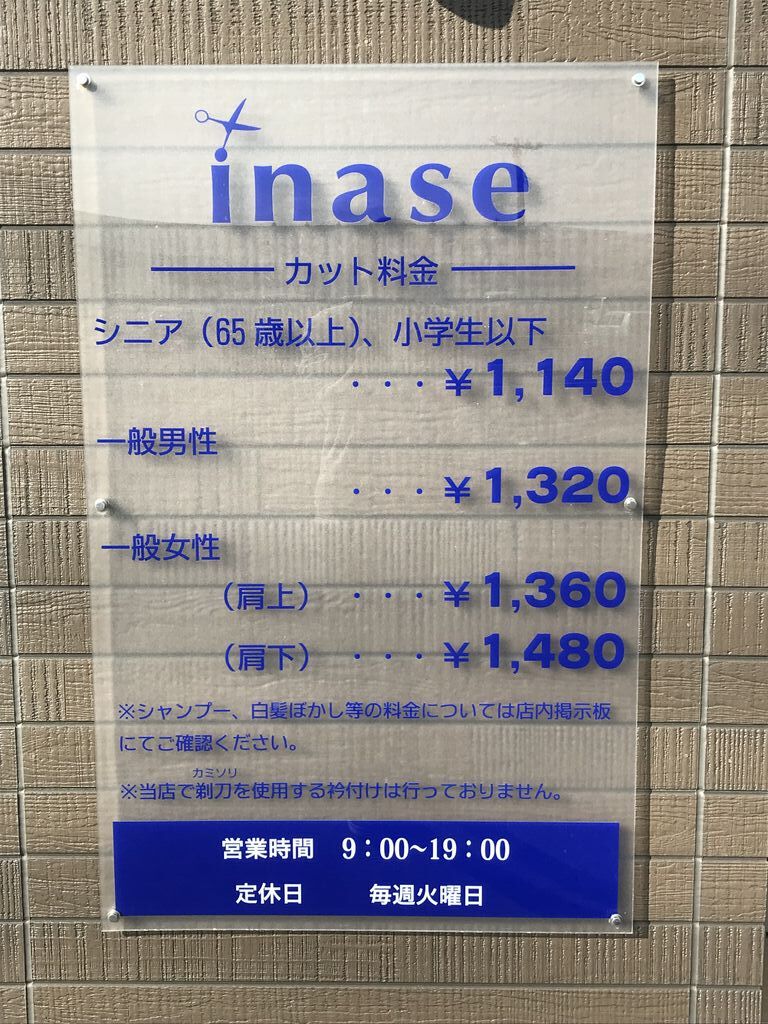 inase
カット料金
シニア（65歳以上）、小学生以下
・・・￥1,140
一般男性
・・・￥1,320
一般女性
（肩上）・・・￥1,360
（肩下）・・・￥1,480
※シャンプー、白髪ぼかし等の料金については店内掲示板
にてご確認ください。
カミソリ
※当店で剃刀を使用する衿付けは行っておりません。
営業時間 9：00~19：00
定休日 毎週火曜日